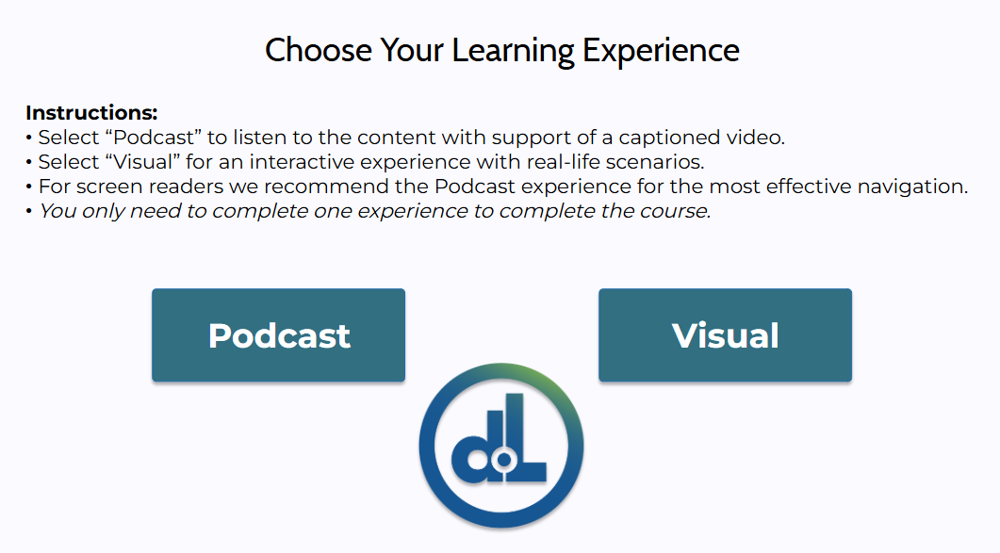 Choose Your Learning Experience
Instructions:
• Select “Podcast” to listen to the content with support of a captioned video.
• Select “Visual” for an interactive experience with real-life scenarios.
• For screen readers we recommend the Podcast experience for the most effective navigation.
• You only need to complete one experience to complete the course.
Podcast
Visual
dL